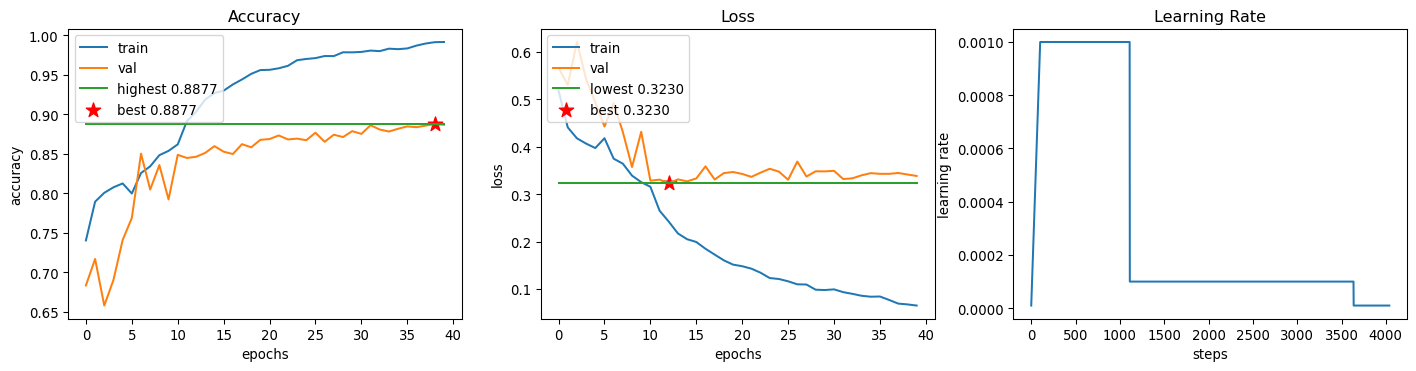 Accuracy
accuracy
1.00
0.95
0.90
0.85
0.80
0.75
0.70
0.65
train
val
highest 0.8877
best 0.8877
0 5 10 15 20 25 30 35 40
epochs
Loss
loss
0.6
0.5
0.4
0.3
0.2
0.1
train
val
lowest 0.3230
best 0.3230
0 5 10 15 20 25 30 35 40
epochs
Learning Rate
learning rate
0.0010
0.0008
0.0006
0.0004
0.0002
0.0000
0 500 1000 1500 2000 2500 3000 3500 4000
steps